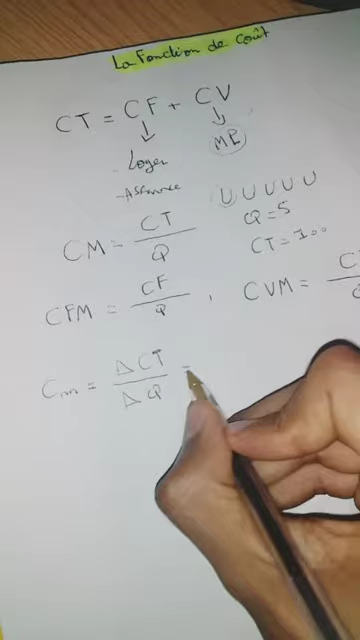 La Fonction de Coût
CT = CF + CV
Loyer
MP
- Assurance
U U U U U
CM = CT / Q
Q = 5
CT = 100
CFM = CF / Q , CVM = C
Cm = ΔCT / ΔQ =